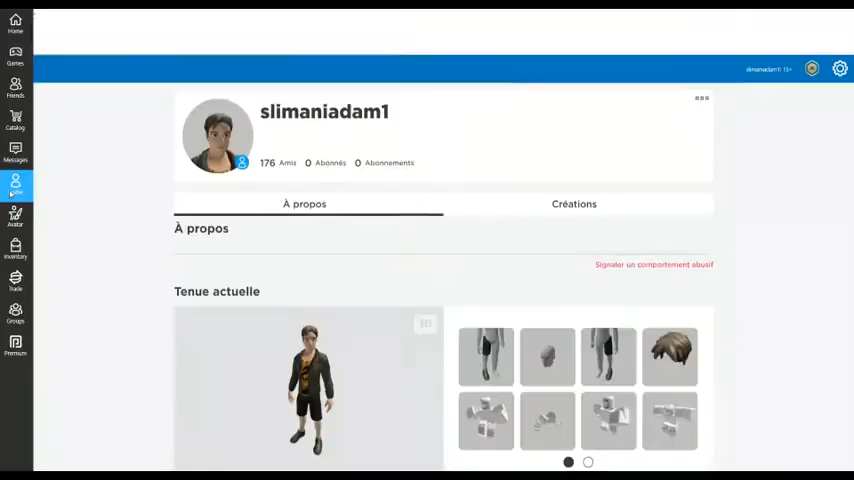 Home
slimaniadam1: 13+
Games
Friends
Catalog
Messages
Avatar
Inventory
Trade
Groups
Premium
slimaniadam1
176 Amis 0 Abonnés 0 Abonnements
À propos
Créations
À propos
Signaler un comportement abusif
Tenue actuelle